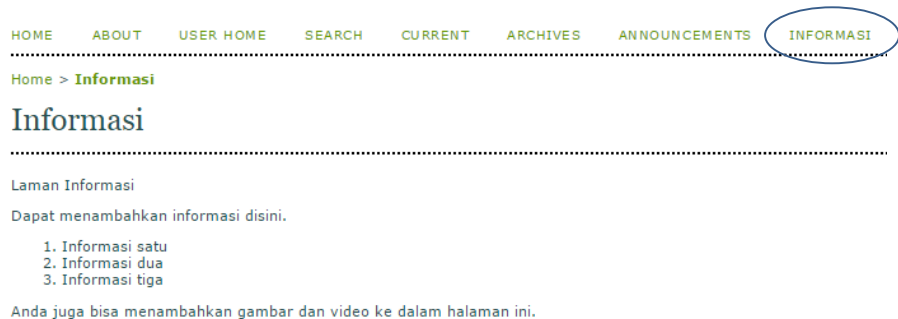 HOME ABOUT USER HOME SEARCH CURRENT ARCHIVES ANNOUNCEMENTS INFORMASI
Home > Informasi
Informasi
Laman Informasi
Dapat menambahkan informasi disini.
1. Informasi satu
2. Informasi dua
3. Informasi tiga
Anda juga bisa menambahkan gambar dan video ke dalam halaman ini.